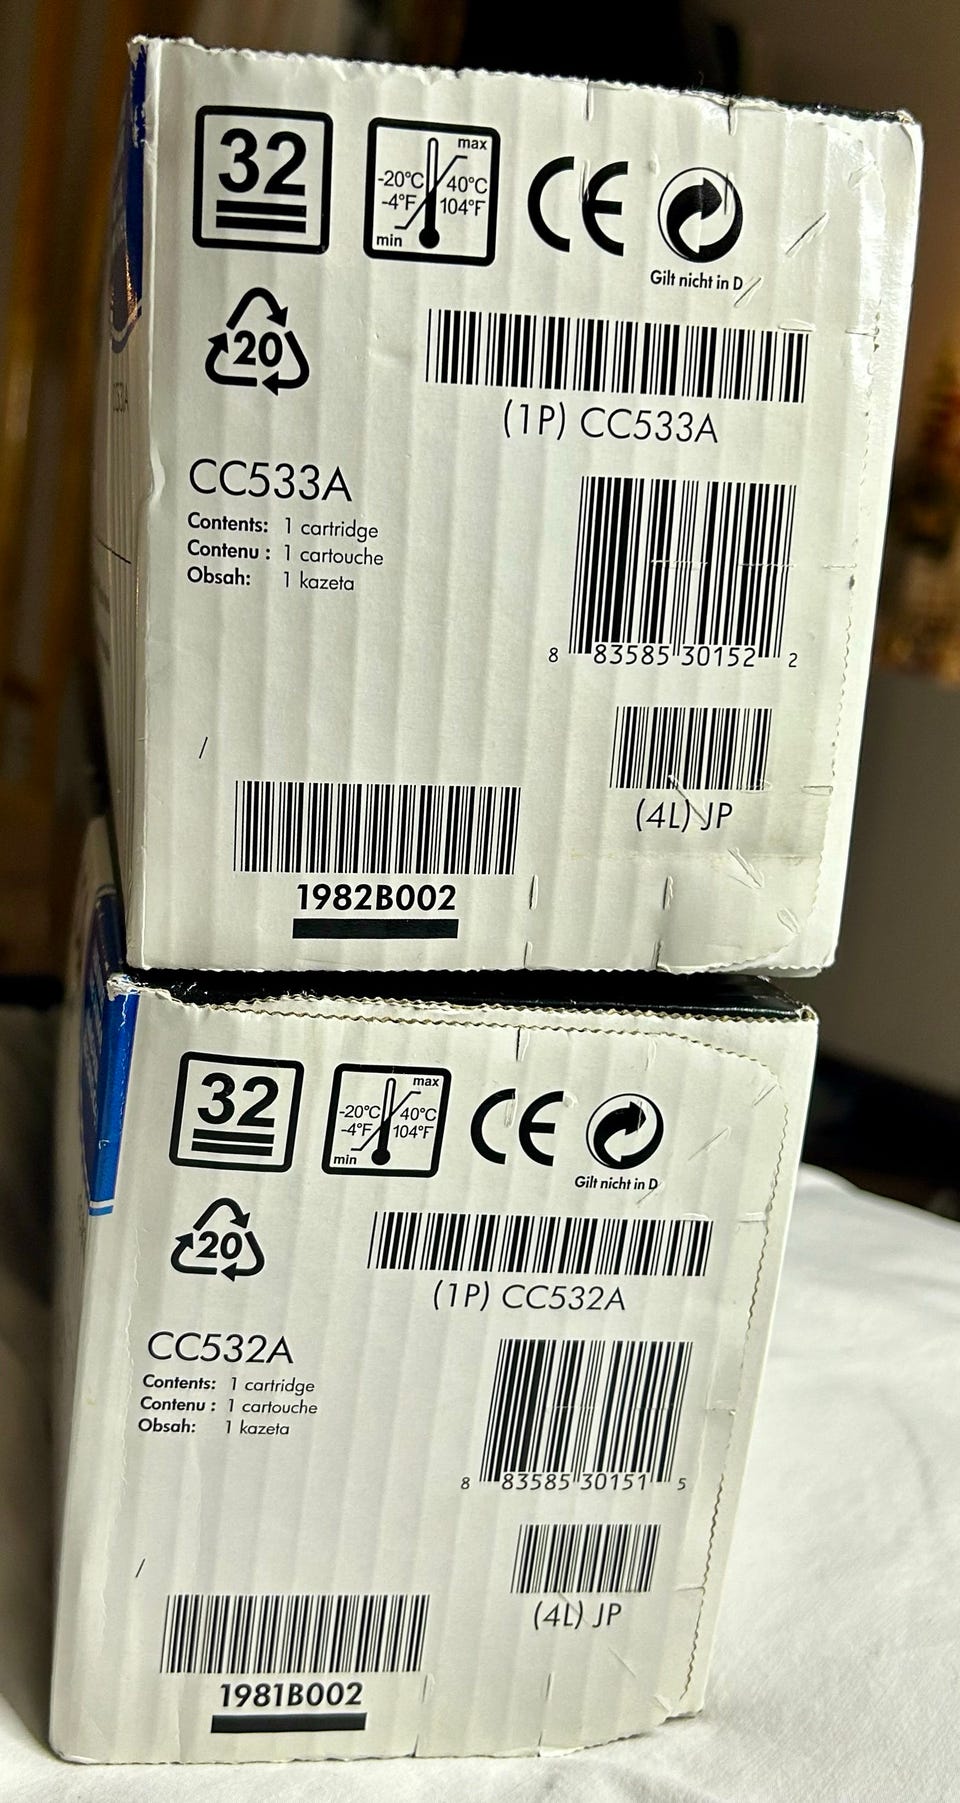 32
max
-20°C 40°C
-4°F 104°F
min
CE
Gilt nicht in D
20
(1P) CC533A
CC533A
Contents: 1 cartridge
Contenu : 1 cartouche
Obsah: 1 kazeta
8 83585 30152 2
(4L) JP
1982B002
32
max
-20°C 40°C
-4°F 104°F
min
CE
Gilt nicht in D
20
(1P) CC532A
CC532A
Contents: 1 cartridge
Contenu : 1 cartouche
Obsah: 1 kazeta
8 83585 30151 5
(4L) JP
1981B002